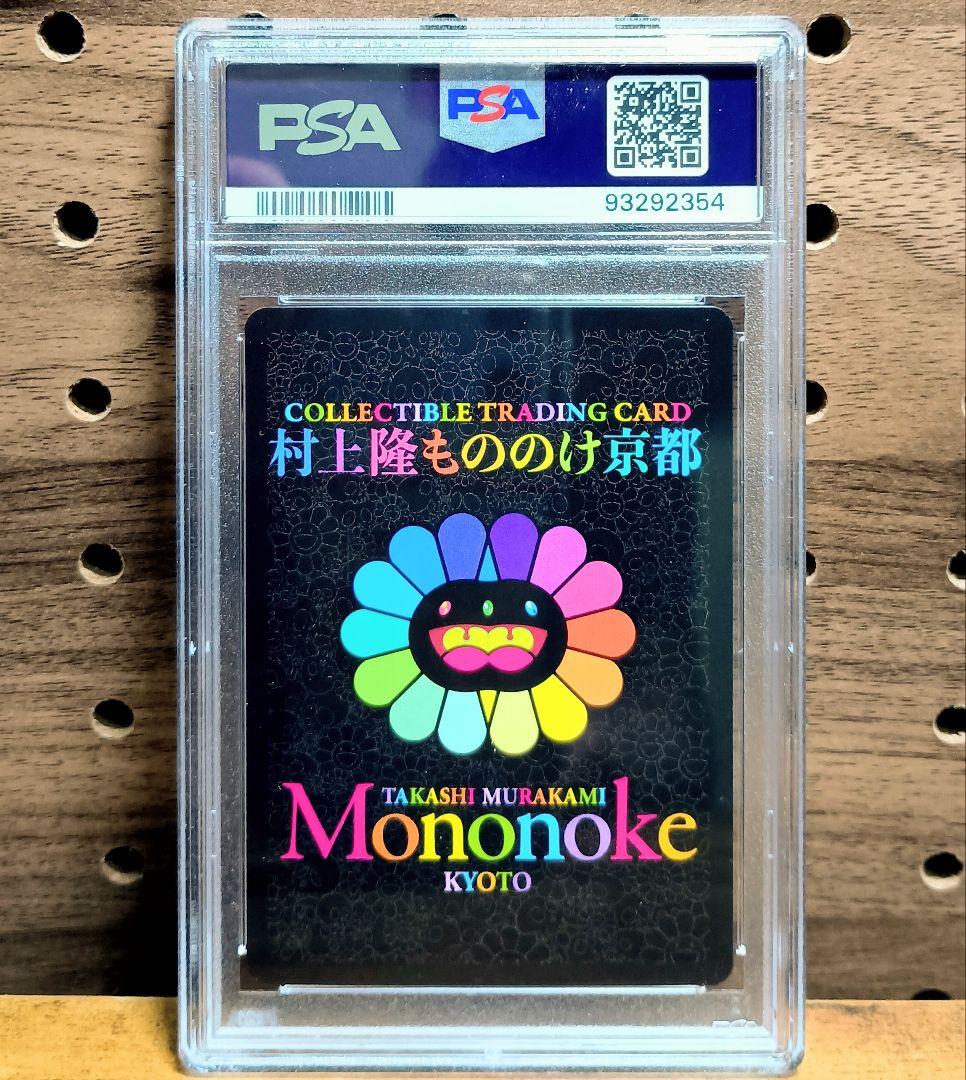 PSA
PSA
93292354
COLLECTIBLE TRADING CARD
村上隆もののけ京都
TAKASHI MURAKAMI
Mononoke
KYOTO
PSA